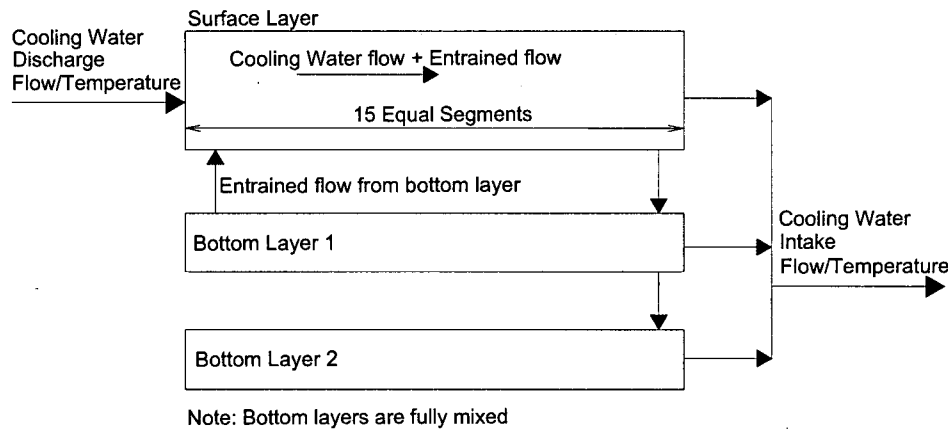 Surface Layer
Cooling Water
Discharge
Flow/Temperature
Cooling Water flow + Entrained flow
15 Equal Segments
Entrained flow from bottom layer
Bottom Layer 1
Cooling Water
Intake
Flow/Temperature
Bottom Layer 2
Note: Bottom layers are fully mixed